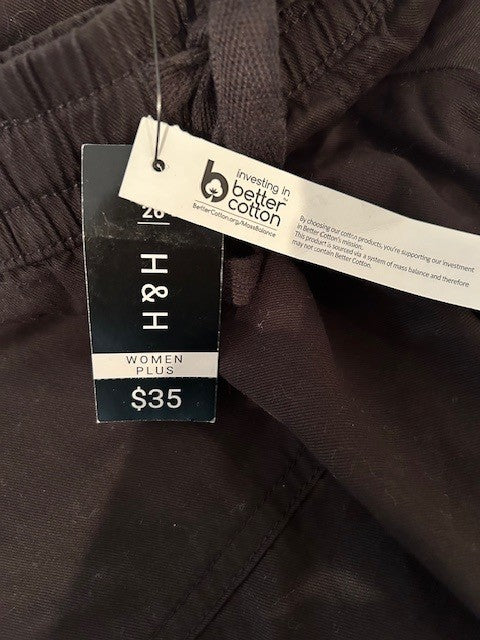 investing in
better
cotton™
BetterCotton.org/MassBalance
By choosing our cotton products, you're supporting our investment
in Better Cotton's mission.
This product is sourced via a system of mass balance and therefore
may not contain Better Cotton.
H & H
WOMEN
PLUS
$35